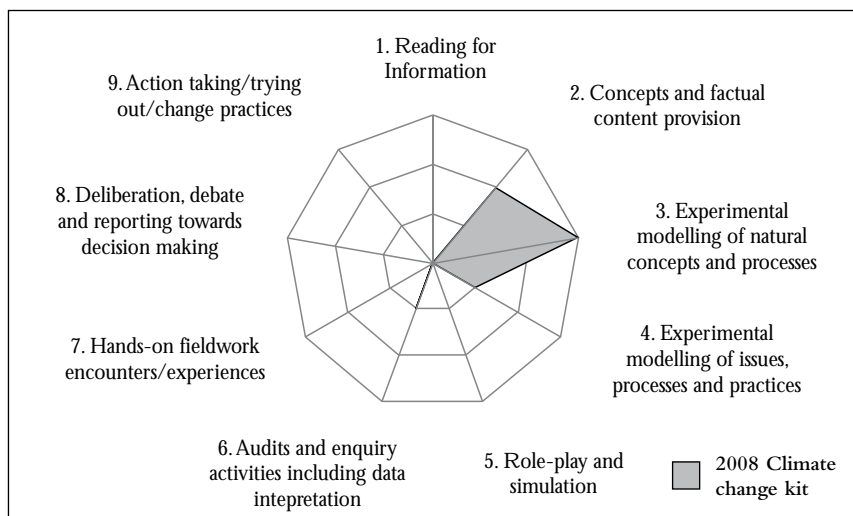 1. Reading for
Information
2. Concepts and factual
content provision
3. Experimental
modelling of natural
concepts and processes
4. Experimental
modelling of issues,
processes and practices
5. Role-play and
simulation
6. Audits and enquiry
activities including data
intepretation
7. Hands-on fieldwork
encounters/experiences
8. Deliberation, debate
and reporting towards
decision making
9. Action taking/trying
out/change practices
2008 Climate
change kit